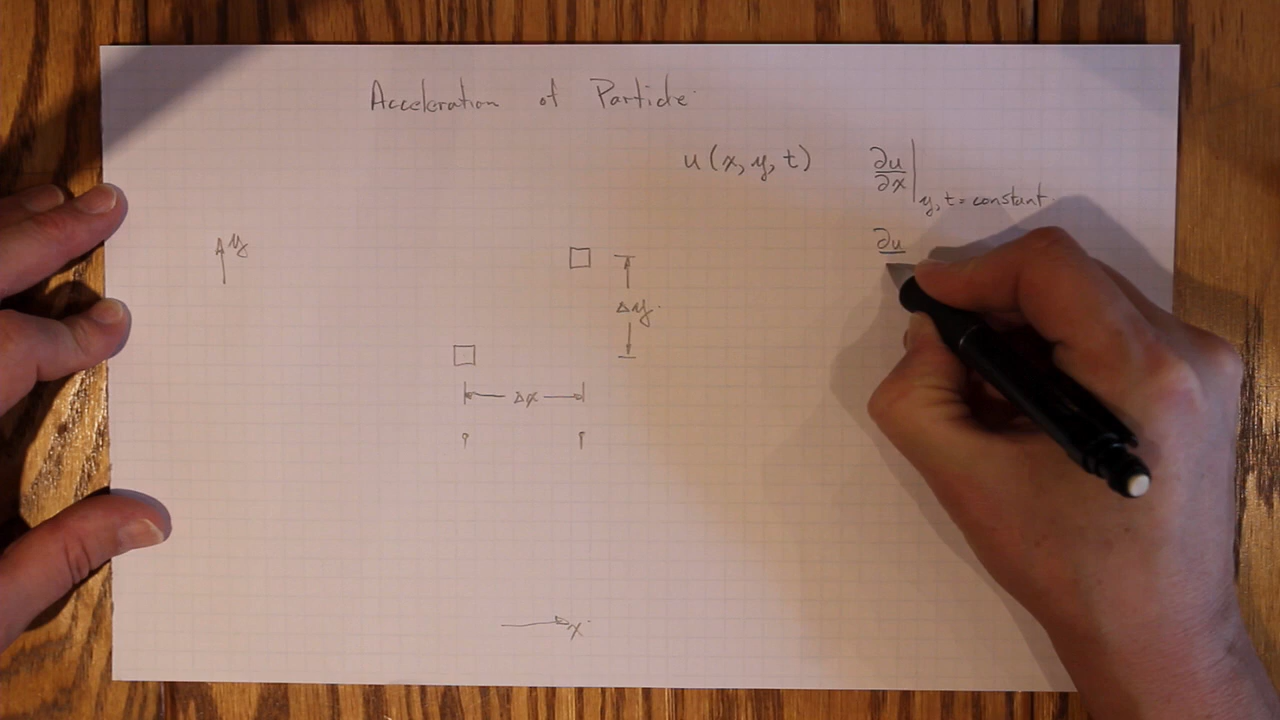 Acceleration of Particle
u(x, y, t) ∂u/∂x|y, t = constant
∂u
y
Δy
Δx
x